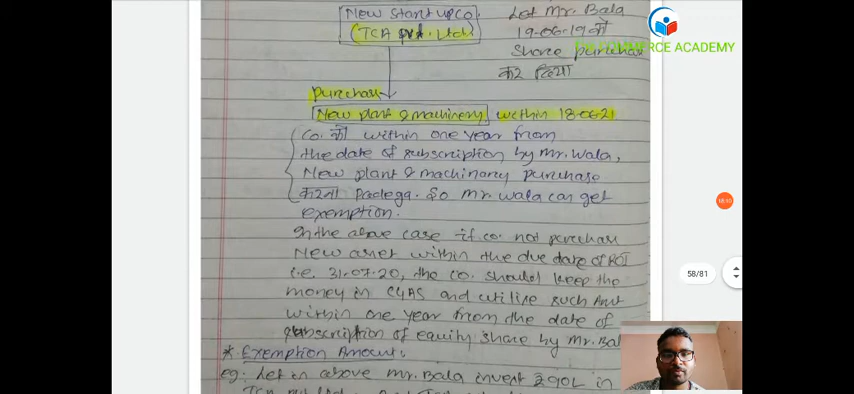 New Startup Co.
(TCA Pvt. Ltd.)
Let Mr. Bala
19-06-19 को
Share purchase
कर लिया
COMMERCE ACADEMY
Purchase
New plant & machinery within 18-06-21
Co. को within one year from
the date of subscription by Mr. Wala,
New plant & machinary purchase
करना Padega. So Mr Wala can get
exemption.
In the above case if co. not purchase
New asset within the due date of ROI
i.e. 31-07-20, the co. should keep the
money in CGAS and utilise such Amt
within one year from the date of
subscription of equity share by Mr. Bal
* Exemption Amount:
eg: Let in above Mr. Bala invest ₹90L in
18:10
58/81